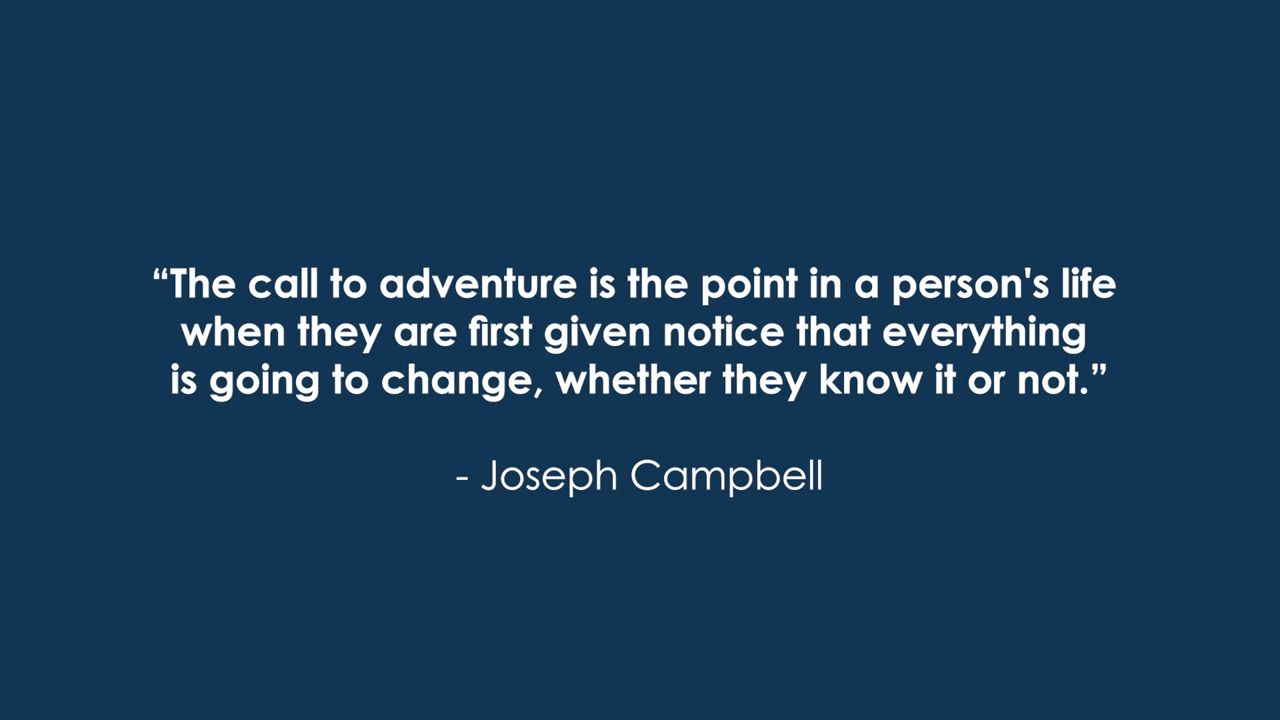 “The call to adventure is the point in a person's life
when they are first given notice that everything
is going to change, whether they know it or not.”
- Joseph Campbell